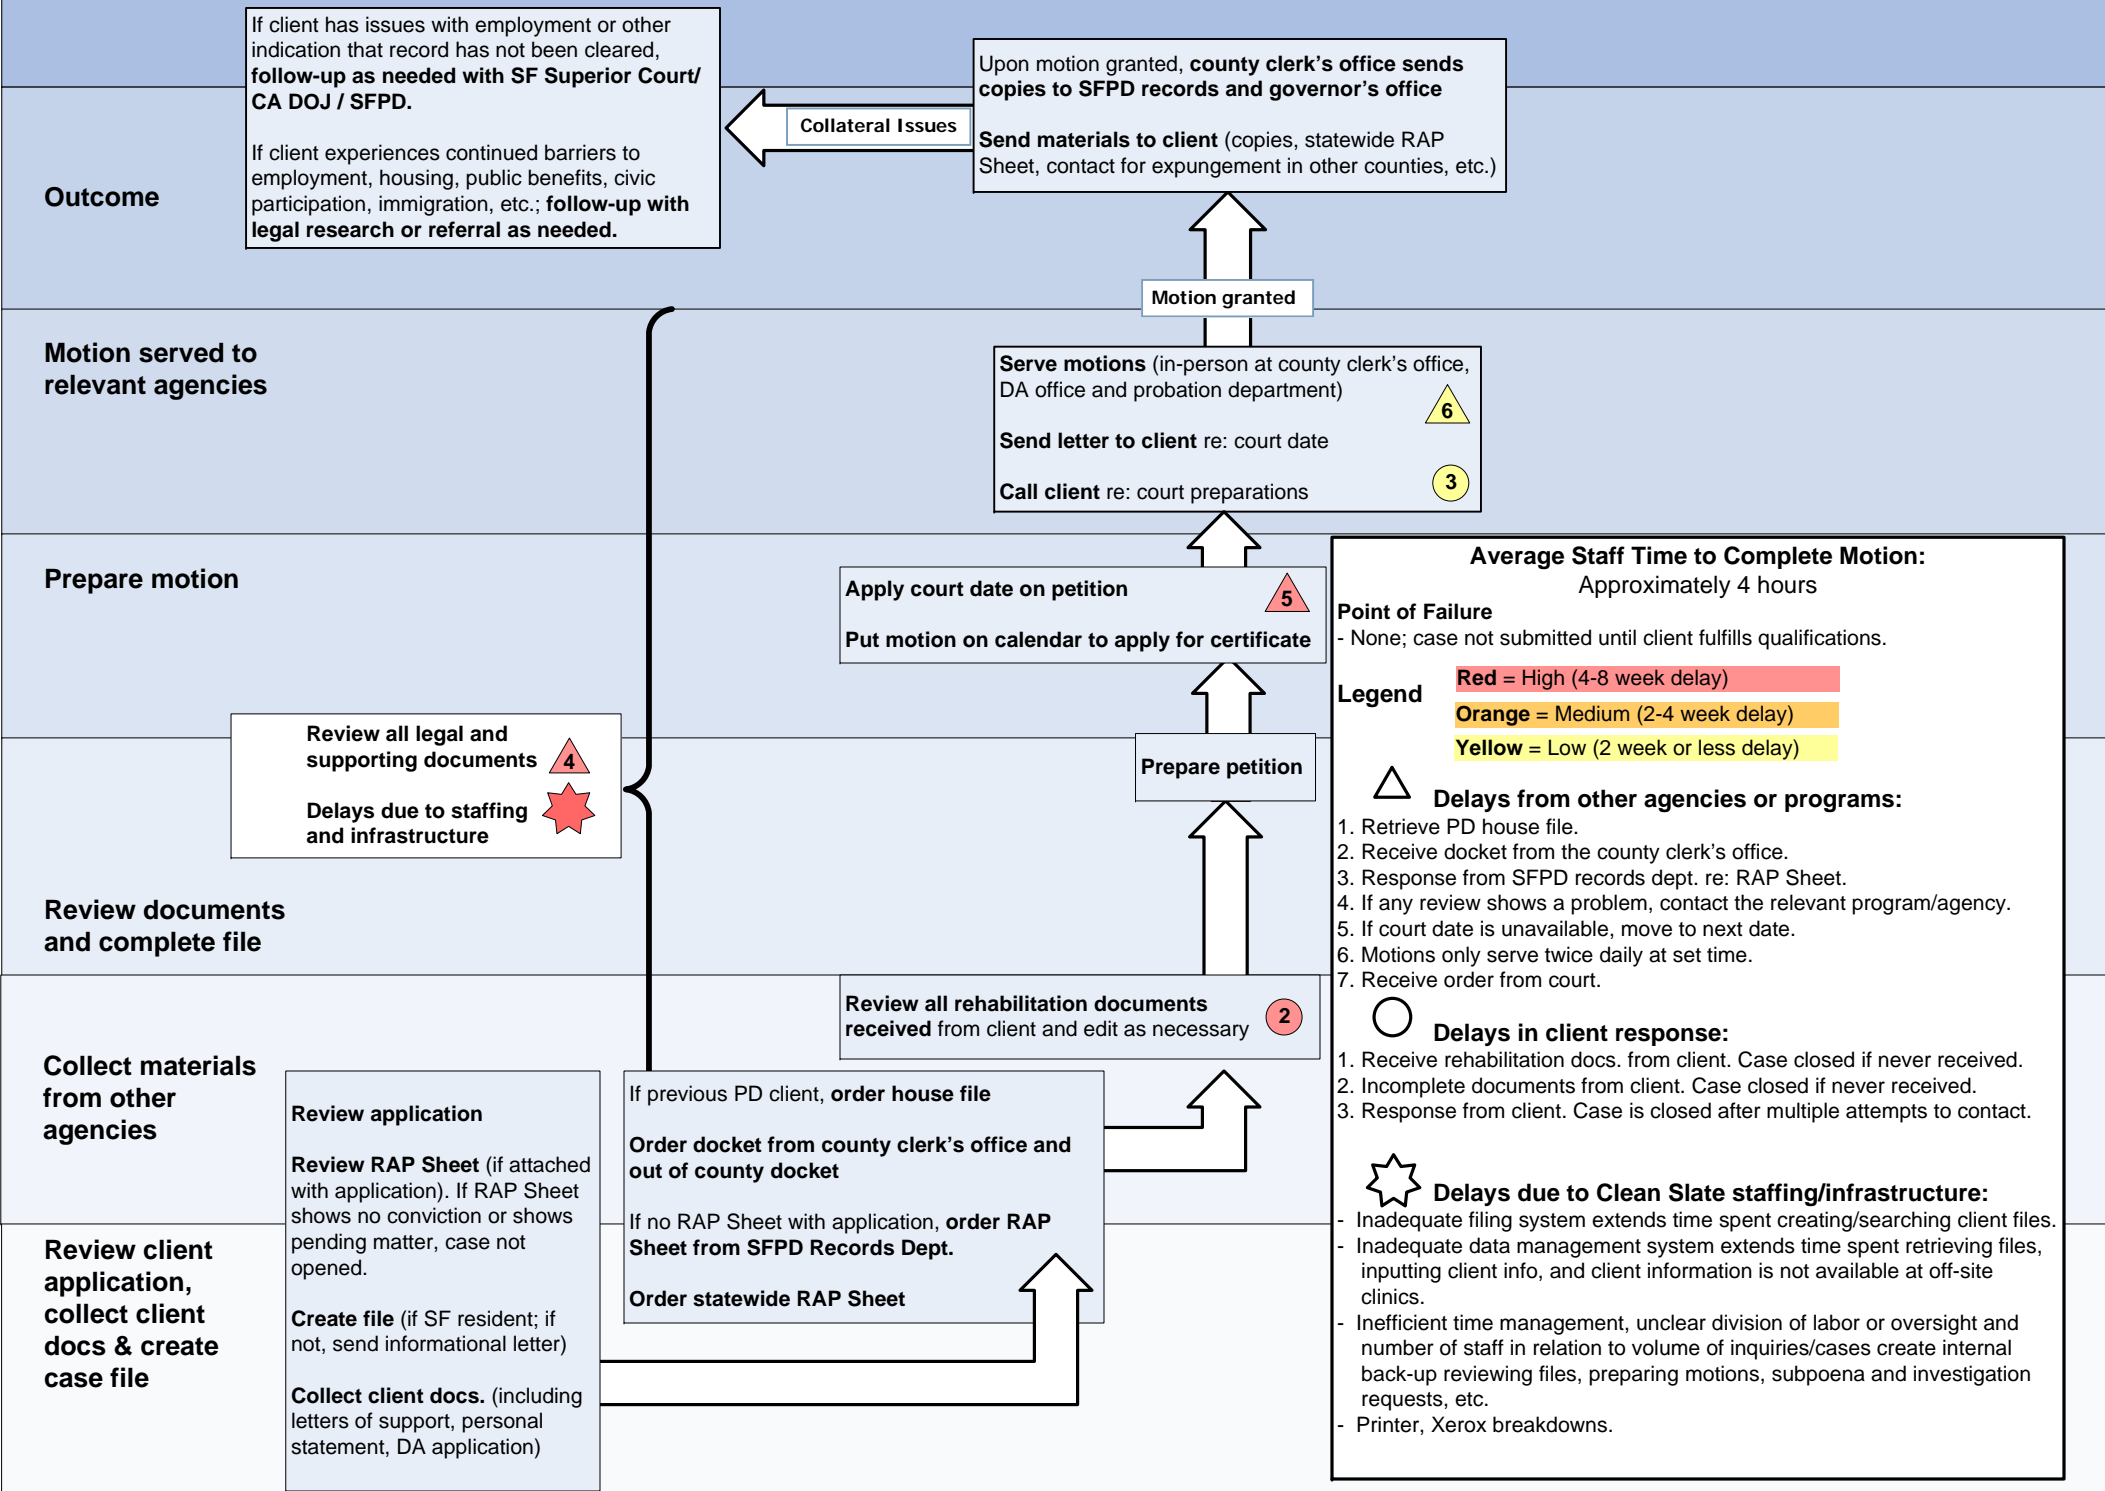 If client has issues with employment or other
indication that record has not been cleared,
follow-up as needed with SF Superior Court/
CA DOJ / SFPD.
If client experiences continued barriers to
employment, housing, public benefits, civic
participation, immigration, etc.; follow-up with
legal research or referral as needed.
Collateral Issues
Upon motion granted, county clerk's office sends
copies to SFPD records and governor's office
Send materials to client (copies, statewide RAP
Sheet, contact for expungement in other counties, etc.)
Outcome
Motion granted
Motion served to
relevant agencies
Serve motions (in-person at county clerk's office,
DA office and probation department)
6
Send letter to client re: court date
Call client re: court preparations
3
Prepare motion
Apply court date on petition
5
Put motion on calendar to apply for certificate
Review all legal and
supporting documents
4
Delays due to staffing
and infrastructure
Prepare petition
Review documents
and complete file
Review all rehabilitation documents
received from client and edit as necessary
2
Collect materials
from other
agencies
Review application
Review RAP Sheet (if attached
with application). If RAP Sheet
shows no conviction or shows
pending matter, case not
opened.
Create file (if SF resident; if
not, send informational letter)
Collect client docs. (including
letters of support, personal
statement, DA application)
If previous PD client, order house file
Order docket from county clerk's office and
out of county docket
If no RAP Sheet with application, order RAP
Sheet from SFPD Records Dept.
Order statewide RAP Sheet
Review client
application,
collect client
docs & create
case file
Average Staff Time to Complete Motion:
Approximately 4 hours
Point of Failure
- None; case not submitted until client fulfills qualifications.
Legend
Red = High (4-8 week delay)
Orange = Medium (2-4 week delay)
Yellow = Low (2 week or less delay)
Delays from other agencies or programs:
1. Retrieve PD house file.
2. Receive docket from the county clerk's office.
3. Response from SFPD records dept. re: RAP Sheet.
4. If any review shows a problem, contact the relevant program/agency.
5. If court date is unavailable, move to next date.
6. Motions only serve twice daily at set time.
7. Receive order from court.
Delays in client response:
1. Receive rehabilitation docs. from client. Case closed if never received.
2. Incomplete documents from client. Case closed if never received.
3. Response from client. Case is closed after multiple attempts to contact.
Delays due to Clean Slate staffing/infrastructure:
- Inadequate filing system extends time spent creating/searching client files.
- Inadequate data management system extends time spent retrieving files,
inputting client info, and client information is not available at off-site
clinics.
- Inefficient time management, unclear division of labor or oversight and
number of staff in relation to volume of inquiries/cases create internal
back-up reviewing files, preparing motions, subpoena and investigation
requests, etc.
- Printer, Xerox breakdowns.